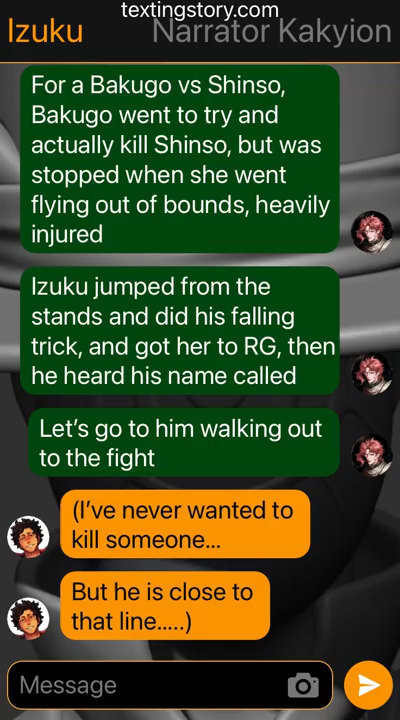 textingstory.com
Izuku
Narrator Kakyion
For a Bakugo vs Shinso,
Bakugo went to try and
actually kill Shinso, but was
stopped when she went
flying out of bounds, heavily
injured
Izuku jumped from the
stands and did his falling
trick, and got her to RG, then
he heard his name called
Let’s go to him walking out
to the fight
(I’ve never wanted to
kill someone...
But he is close to
that line.....)
Message